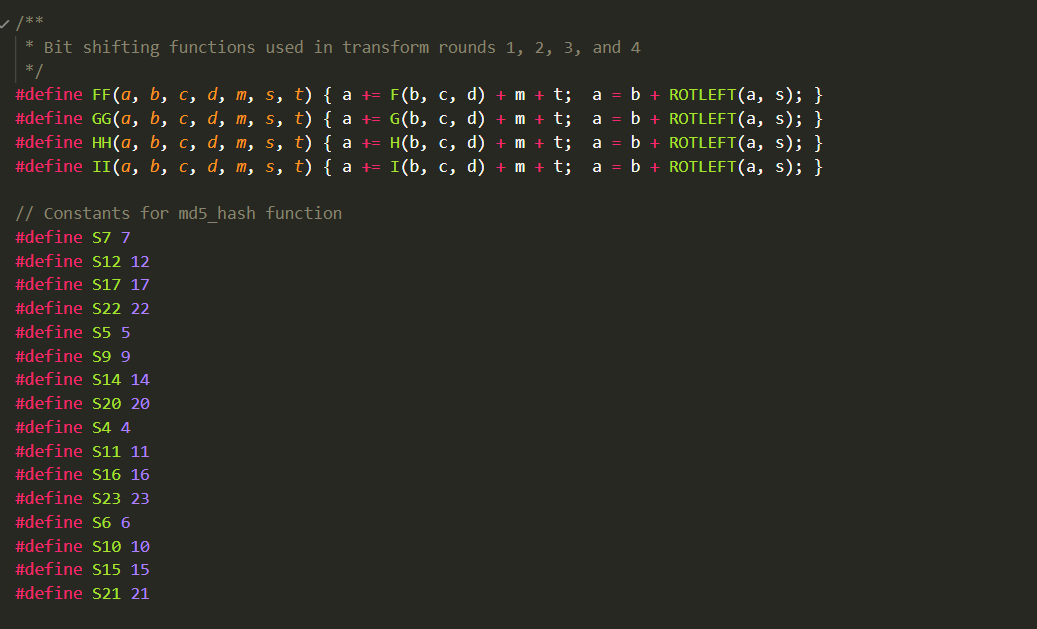 /**
 * Bit shifting functions used in transform rounds 1, 2, 3, and 4
 */
#define FF(a, b, c, d, m, s, t) { a += F(b, c, d) + m + t;  a = b + ROTLEFT(a, s); }
#define GG(a, b, c, d, m, s, t) { a += G(b, c, d) + m + t;  a = b + ROTLEFT(a, s); }
#define HH(a, b, c, d, m, s, t) { a += H(b, c, d) + m + t;  a = b + ROTLEFT(a, s); }
#define II(a, b, c, d, m, s, t) { a += I(b, c, d) + m + t;  a = b + ROTLEFT(a, s); }

// Constants for md5_hash function
#define S7 7
#define S12 12
#define S17 17
#define S22 22
#define S5 5
#define S9 9
#define S14 14
#define S20 20
#define S4 4
#define S11 11
#define S16 16
#define S23 23
#define S6 6
#define S10 10
#define S15 15
#define S21 21